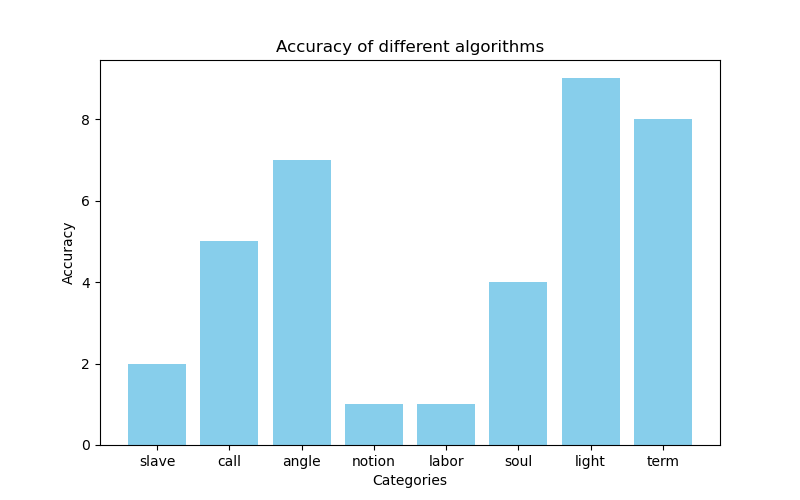 Accuracy of different algorithms
Accuracy
8
6
4
2
0
slave call angle notion labor soul light term
Categories